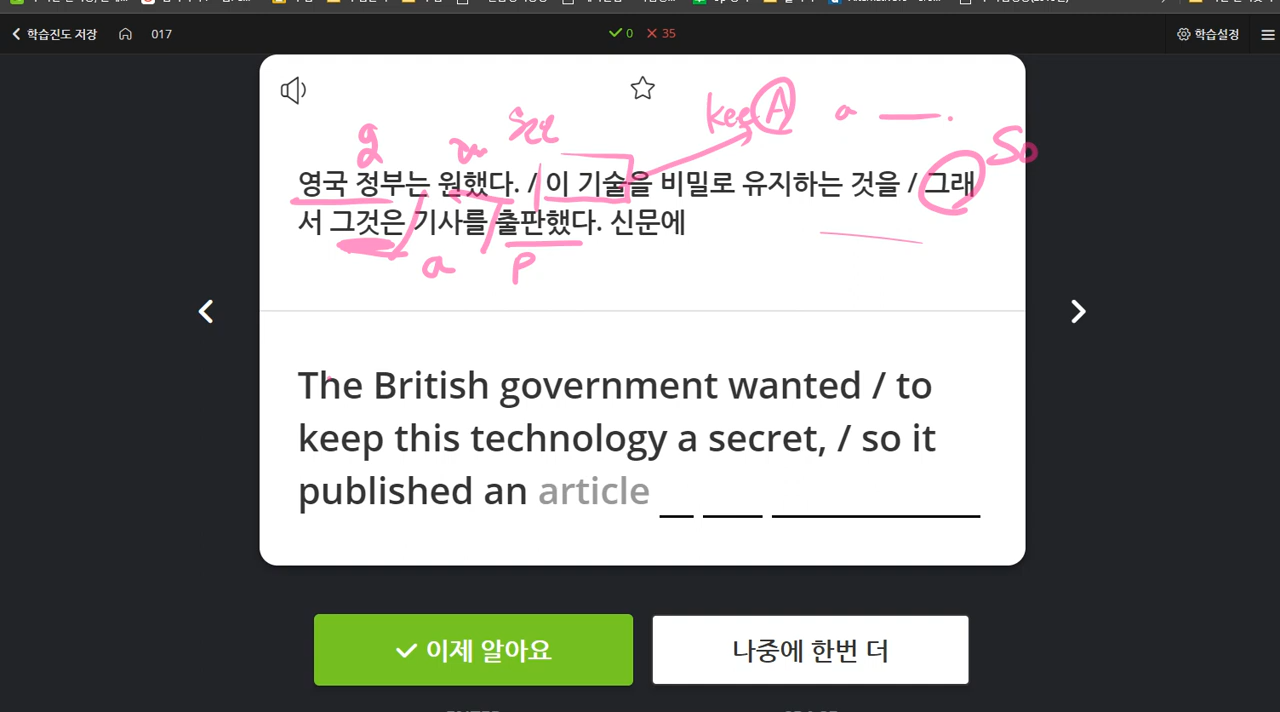 학습진도 저장
017
0
35
학습설정
kee A a
영국 정부는 원했다. / 이 기술을 비밀로 유지하는 것을 / 그래
So
서 그것은 기사를 출판했다. 신문에
a
P
The British government wanted / to
keep this technology a secret, / so it
published an article
이제 알아요
나중에 한번 더